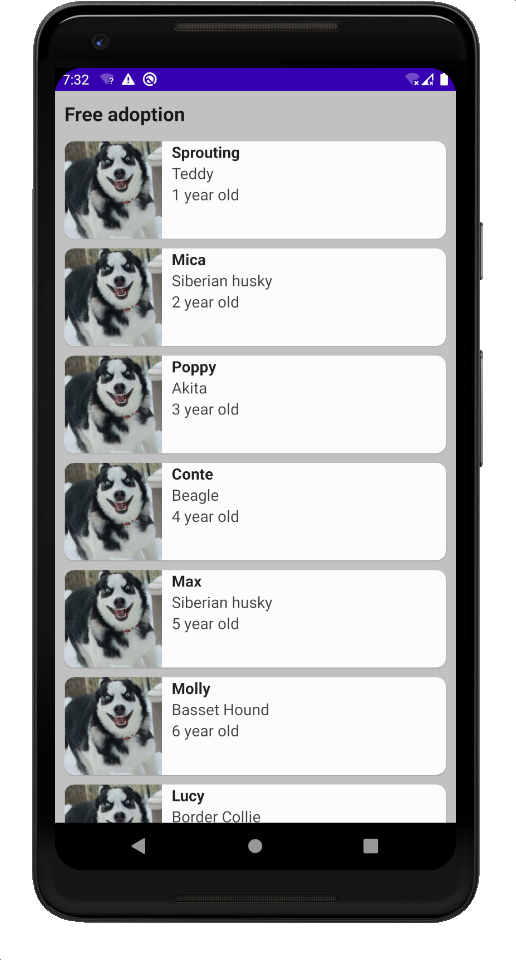 7:32
Free adoption
Sprouting
Teddy
1 year old
Mica
Siberian husky
2 year old
Poppy
Akita
3 year old
Conte
Beagle
4 year old
Max
Siberian husky
5 year old
Molly
Basset Hound
6 year old
Lucy
Border Collie